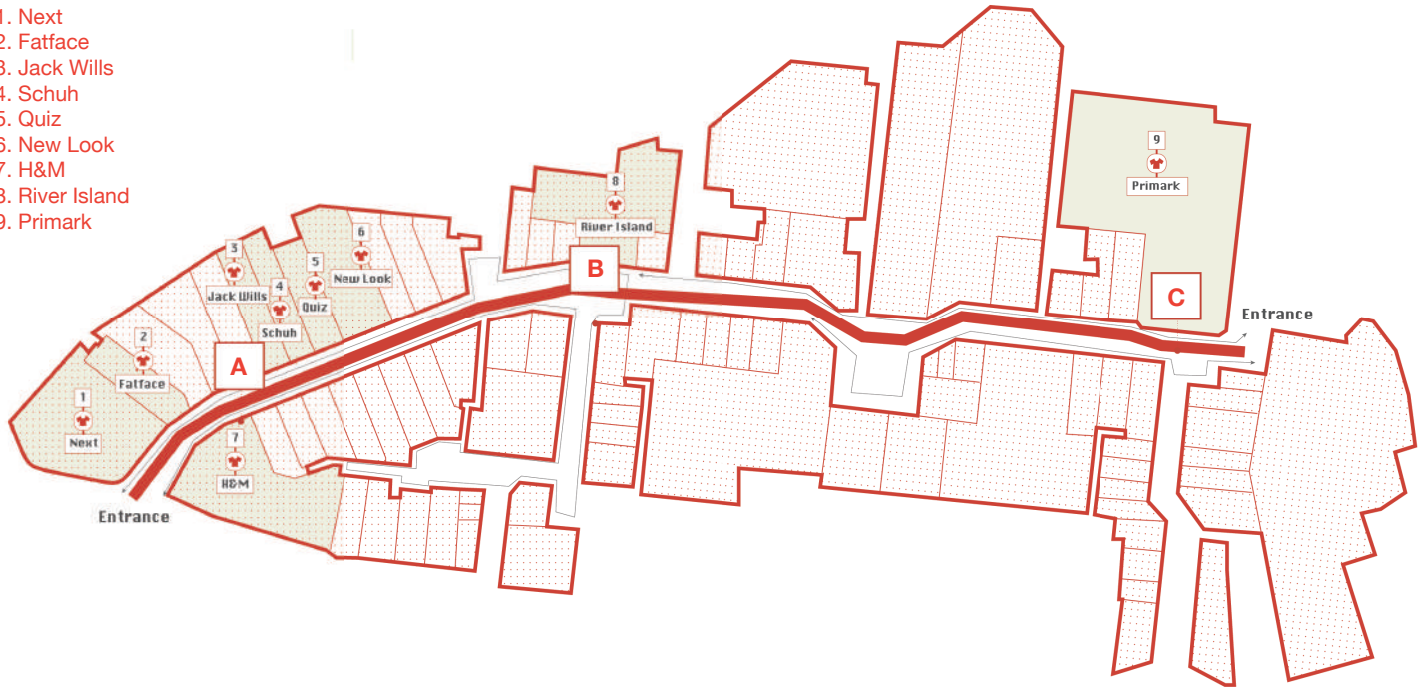 1. Next
2. Fatface
3. Jack Wills
4. Schuh
5. Quiz
6. New Look
7. H&M
8. River Island
9. Primark
9
Primark
8
River Island
6
New Look
3
Jack Wills
5
Quiz
4
Schuh
B
C
Entrance
2
Fatface
A
1
Next
7
H&M
Entrance